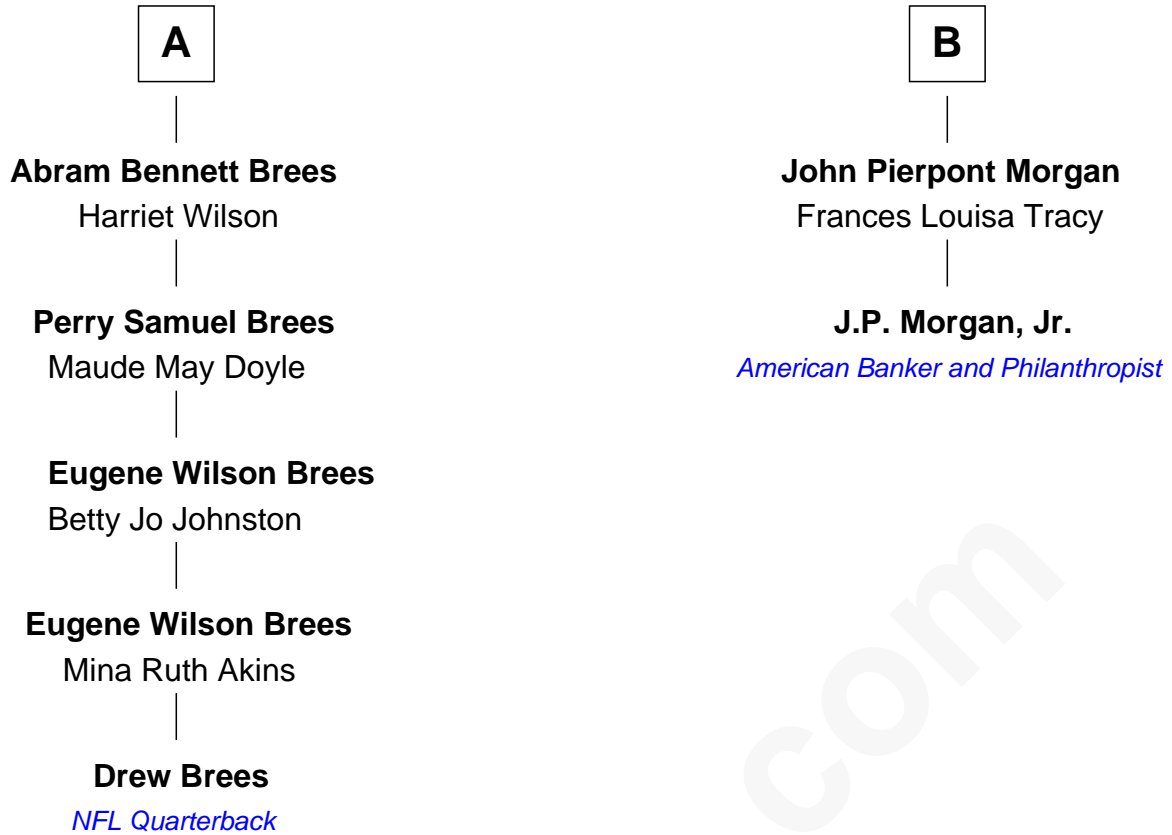 A
Abram Bennett Brees
Harriet Wilson
Perry Samuel Brees
Maude May Doyle
Eugene Wilson Brees
Betty Jo Johnston
Eugene Wilson Brees
Mina Ruth Akins
Drew Brees
NFL Quarterback
B
John Pierpont Morgan
Frances Louisa Tracy
J.P. Morgan, Jr.
American Banker and Philanthropist
com